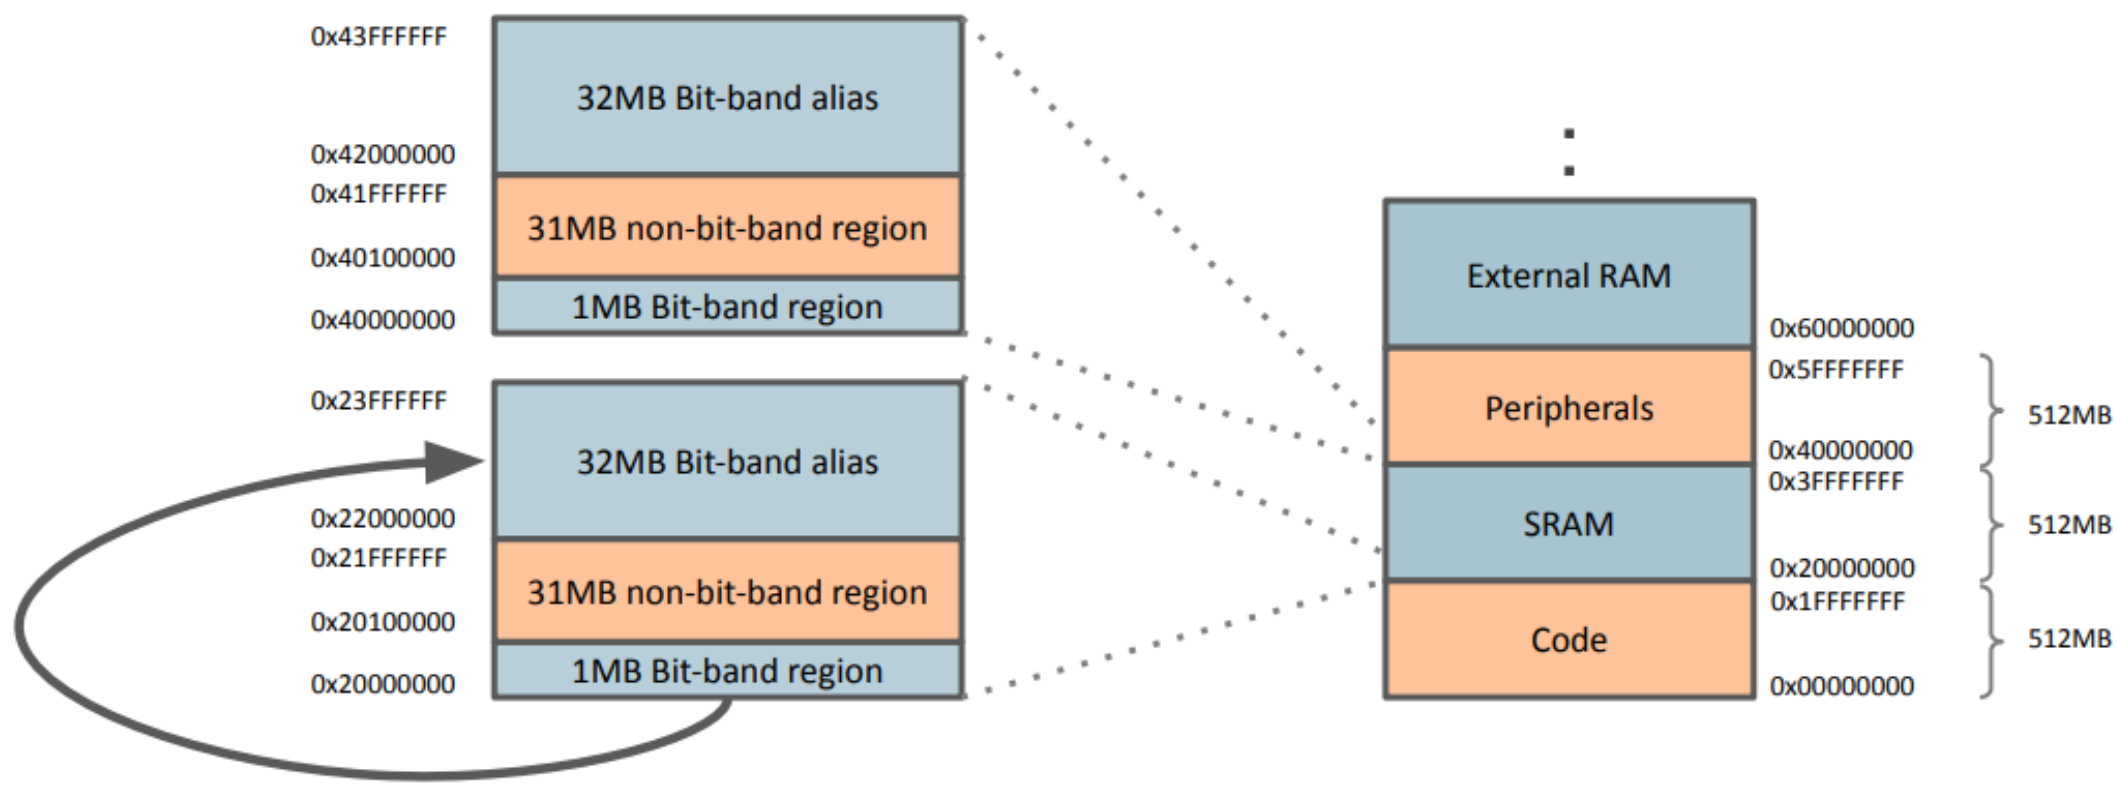 0x43FFFFFF
32MB Bit-band alias
0x42000000
0x41FFFFFF
31MB non-bit-band region
0x40100000
1MB Bit-band region
0x40000000
0x23FFFFFF
32MB Bit-band alias
0x22000000
0x21FFFFFF
31MB non-bit-band region
0x20100000
1MB Bit-band region
0x20000000
External RAM
0x60000000
0x5FFFFFFF
Peripherals
512MB
0x40000000
0x3FFFFFFF
SRAM
512MB
0x20000000
0x1FFFFFFF
Code
512MB
0x00000000